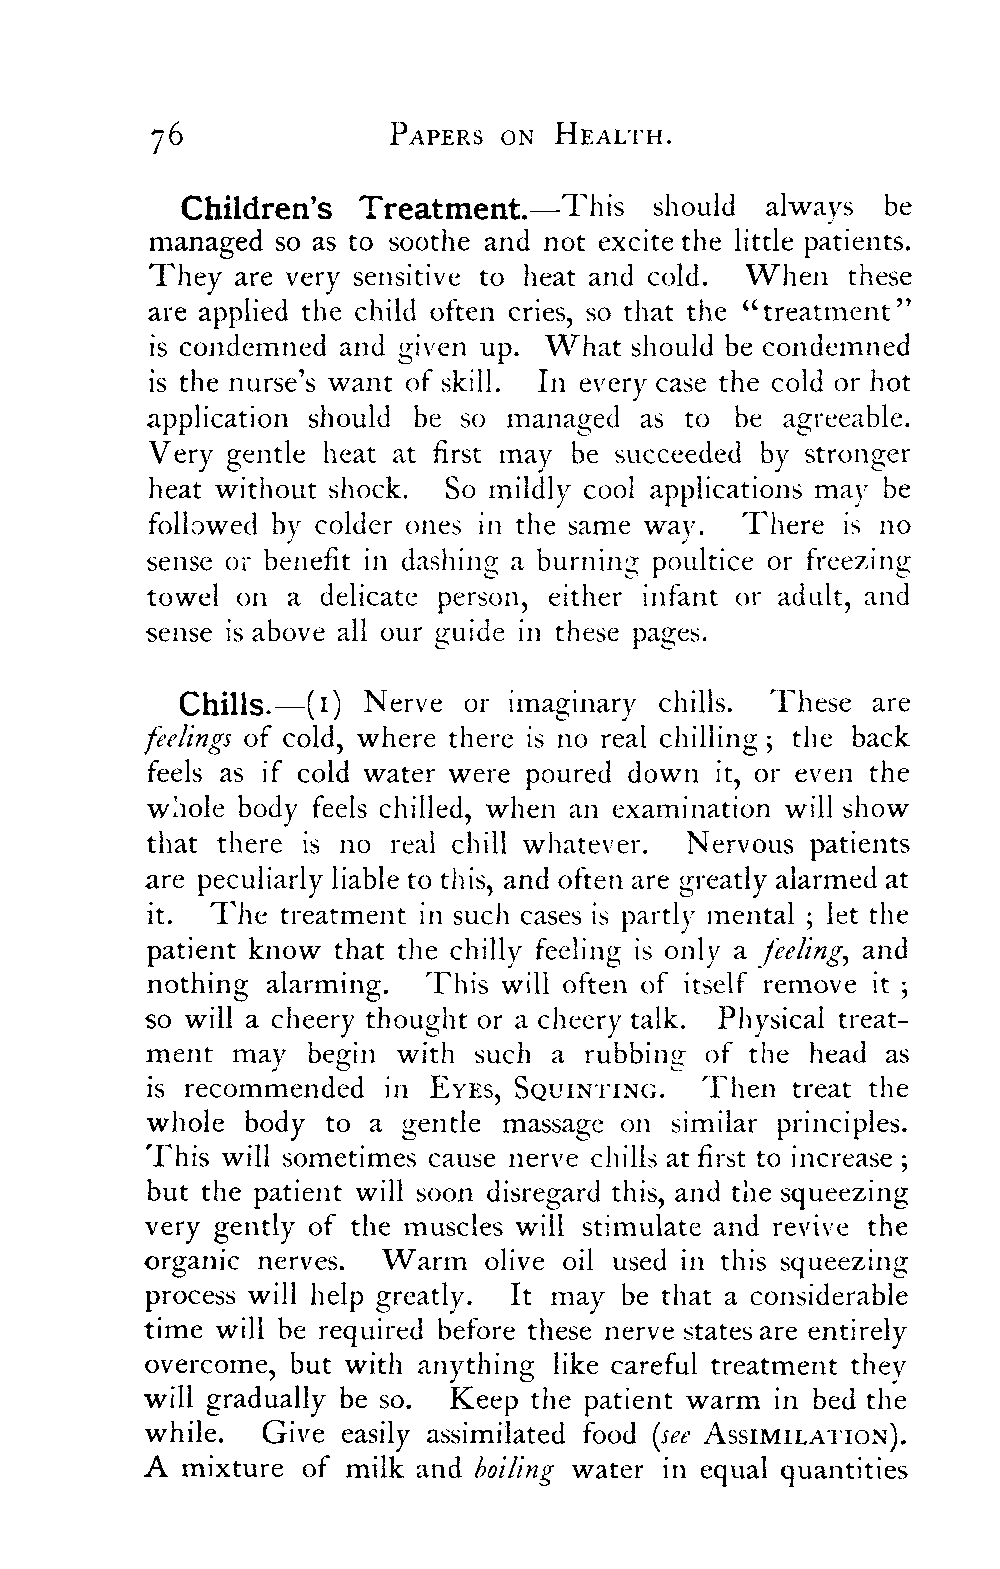 76 Papers on Health.
Children's Treatment.—This should always be
managed so as to soothe and not excite the little patients.
They are very sensitive to heat and cold. When these
are applied the child often cries, so that the "treatment"
is condemned and given up. What should be condemned
is the nurse's want of skill. In every case the cold or hot
application should be so managed as to be agreeable.
Very gentle heat at first may be succeeded by stronger
heat without shock. So mildly cool applications may be
followed by colder ones in the same way. There is no
sense or benefit in dashing a burning poultice or freezing
towel on a delicate person, either infant or adult, and
sense is above all our guide in these pages.
Chills.—(1) Nerve or imaginary chills. These are
feelings of cold, where there is no real chilling; the back
feels as if cold water were poured down it, or even the
whole body feels chilled, when an examination will show
that there is no real chill whatever. Nervous patients
are peculiarly liable to this, and often are greatly alarmed at
it. The treatment in such cases is partly mental; let the
patient know that the chilly feeling is only a feeling, and
nothing alarming. This will often of itself remove it;
so will a cheery thought or a cheery talk. Physical treat-
ment may begin with such a rubbing of the head as
is recommended in Eyes, Squinting. Then treat the
whole body to a gentle massage on similar principles.
This will sometimes cause nerve chills at first to increase;
but the patient will soon disregard this, and the squeezing
very gently of the muscles will stimulate and revive the
organic nerves. Warm olive oil used in this squeezing
process will help greatly. It may be that a considerable
time will be required before these nerve states are entirely
overcome, but with anything like careful treatment they
will gradually be so. Keep the patient warm in bed the
while. Give easily assimilated food (see Assimilation).
A mixture of milk and boiling water in equal quantities